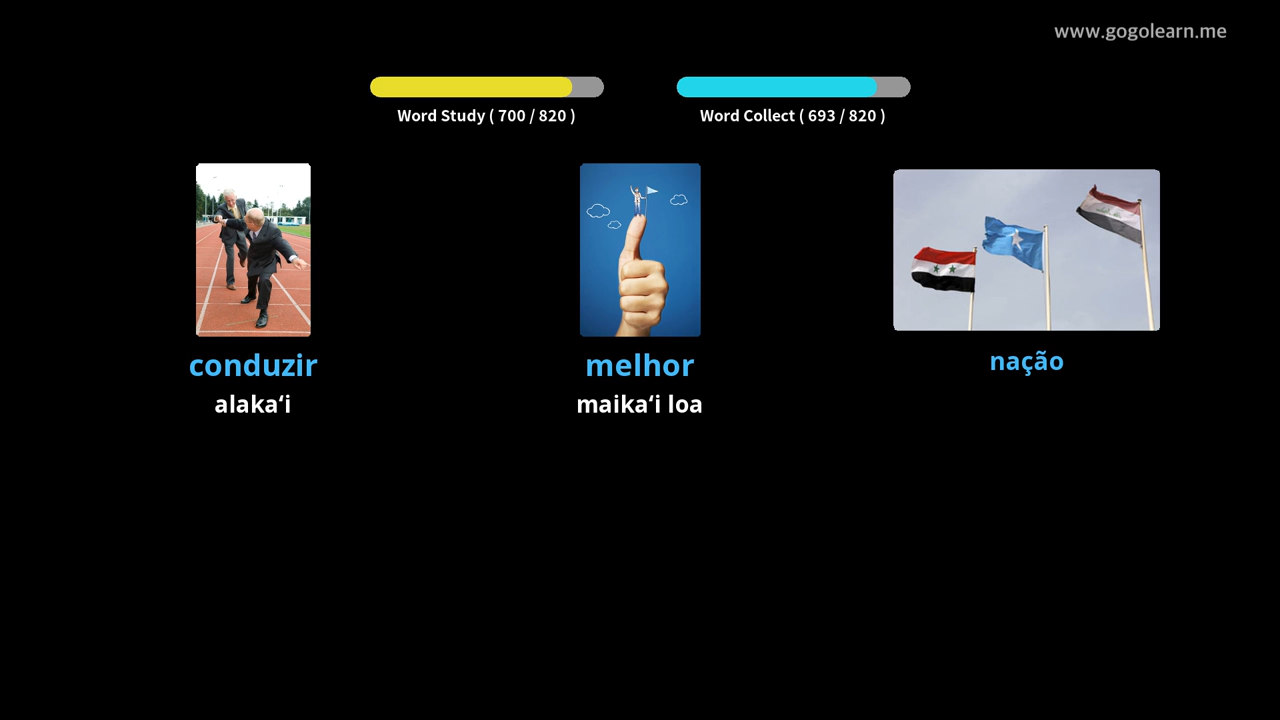 www.gogolearn.me
Word Study ( 700 / 820 )
Word Collect ( 693 / 820 )
conduzir
alakaʻi
melhor
maikaʻi loa
nação